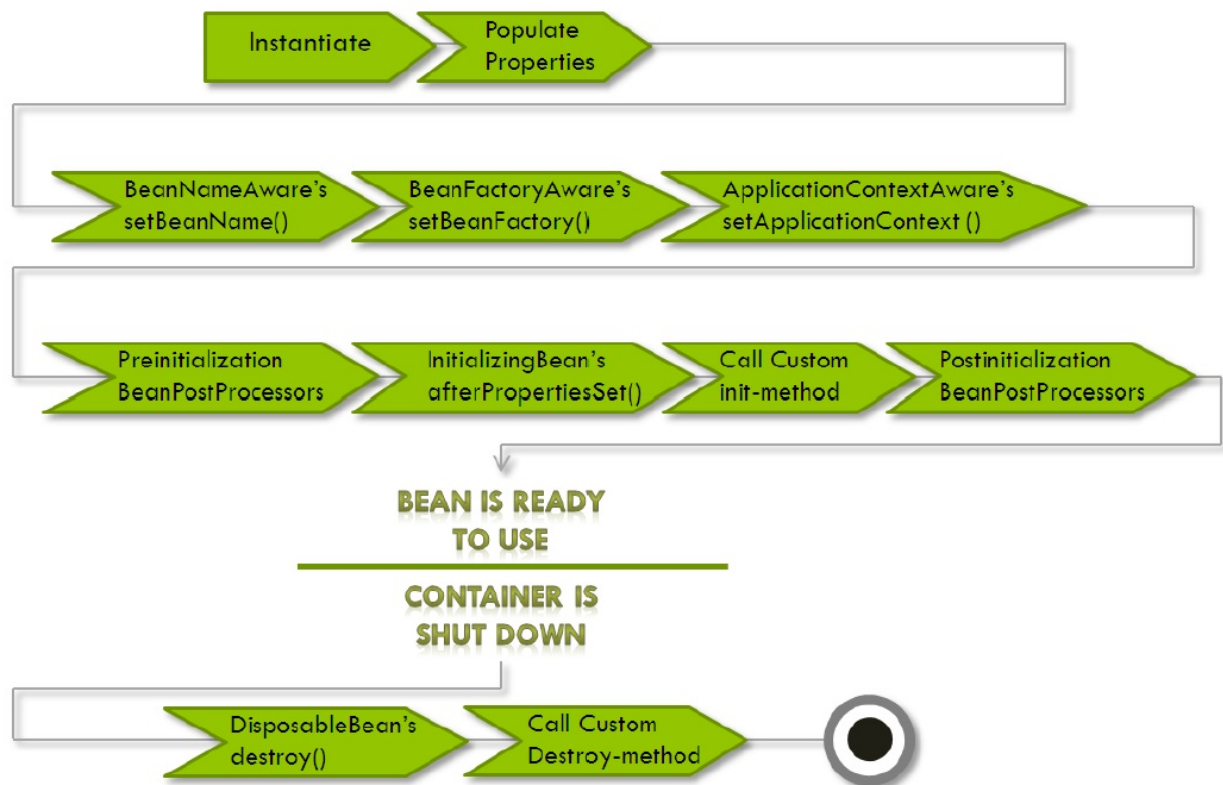 Instantiate
Populate
Properties
BeanNameAware's
setBeanName()
BeanFactoryAware's
setBeanFactory()
ApplicationContextAware's
setApplicationContext ()
Preinitialization
BeanPostProcessors
InitializingBean's
afterPropertiesSet()
Call Custom
init-method
Postinitialization
BeanPostProcessors
BEAN IS READY
TO USE
CONTAINER IS
SHUT DOWN
DisposableBean's
destroy()
Call Custom
Destroy-method